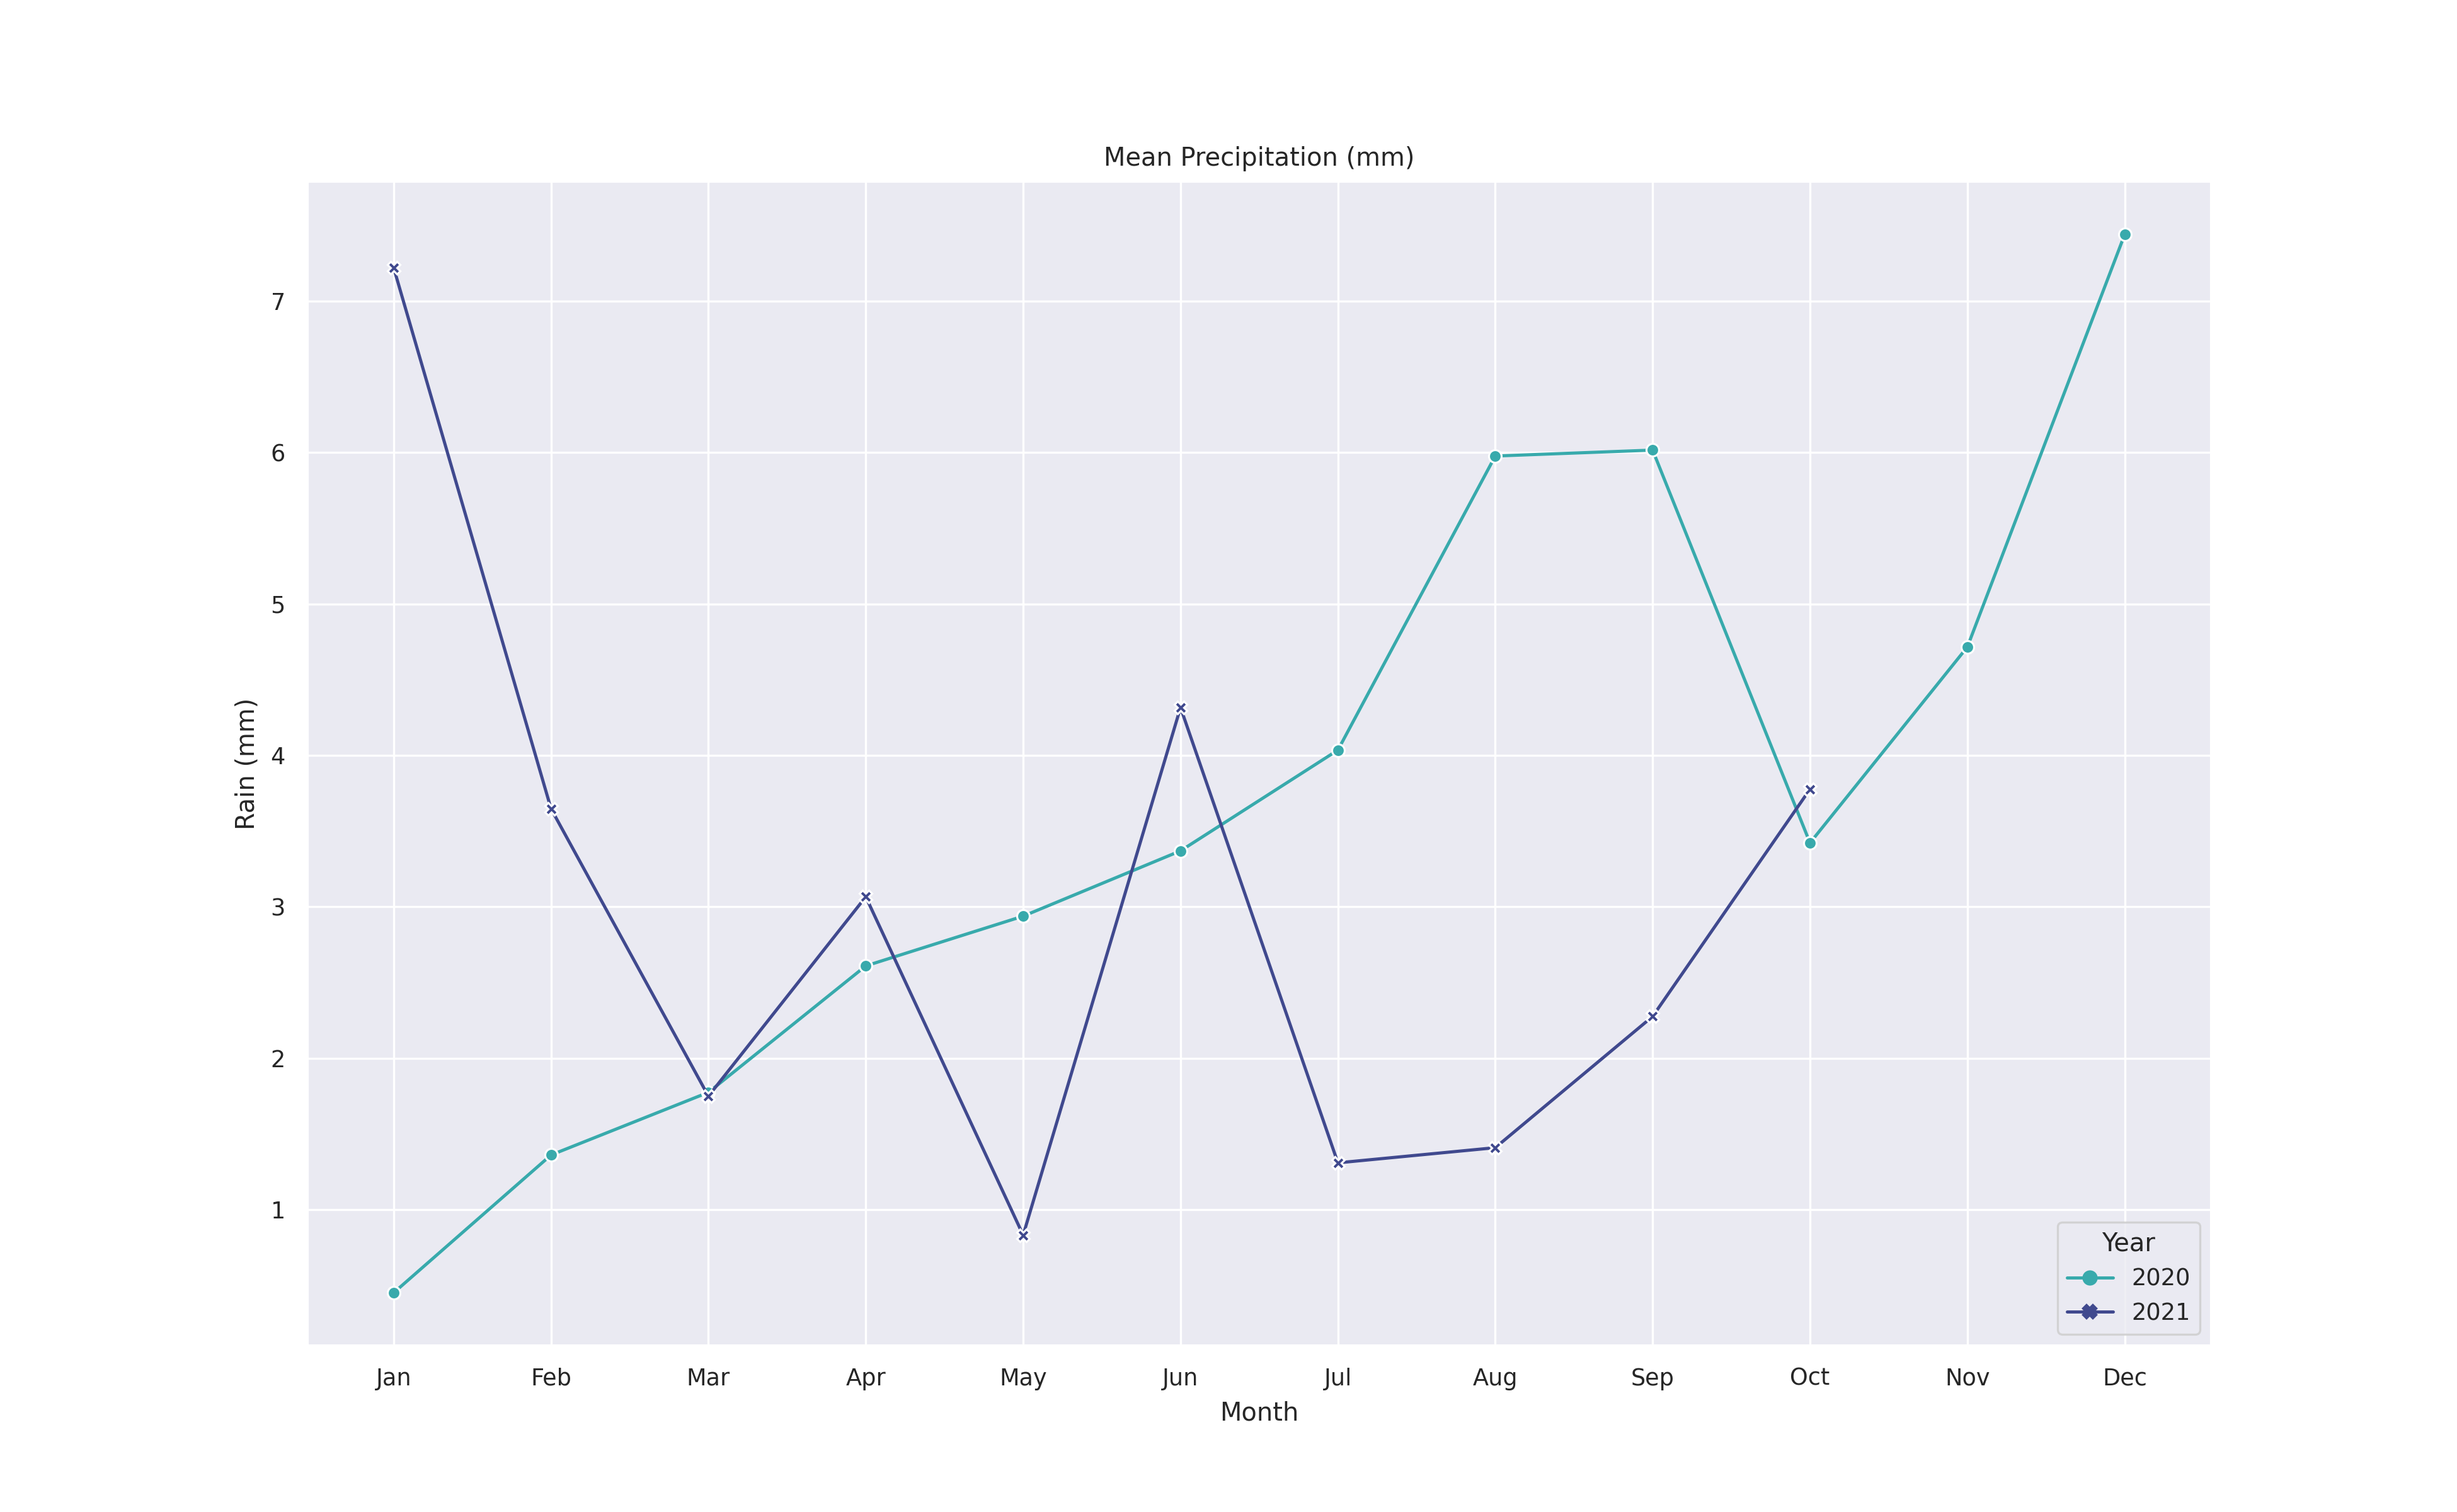 Mean Precipitation (mm)
7
6
5
4
3
2
1
Rain (mm)
Jan Feb Mar Apr May Jun Jul Aug Sep Oct Nov Dec
Month
Year
2020
2021